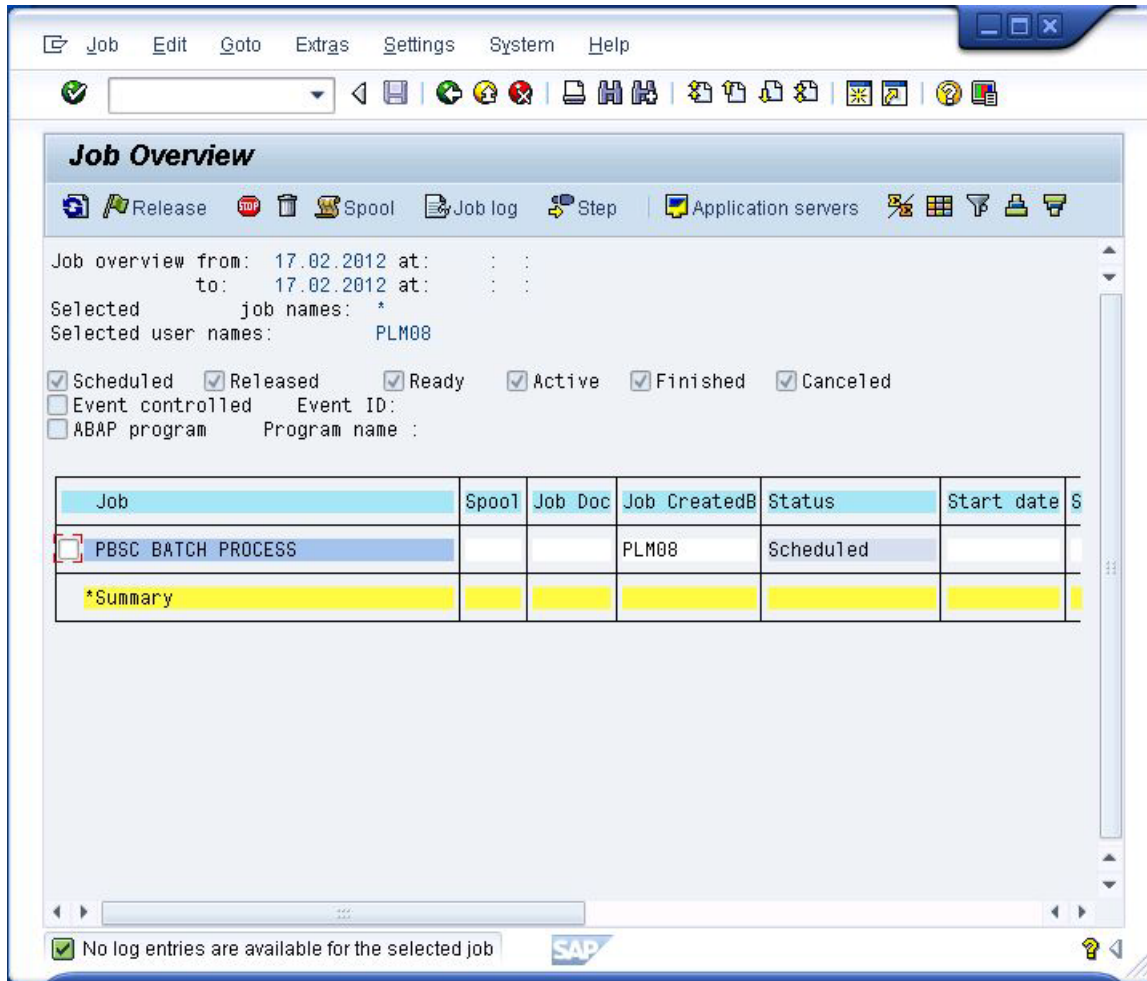 Job Edit Goto Extras Settings System Help
Job Overview
Release STOP Spool Job log Step Application servers
Job overview from: 17.02.2012 at: : :
to: 17.02.2012 at: : :
Selected job names: *
Selected user names: PLM08
Scheduled Released Ready Active Finished Canceled
Event controlled Event ID:
ABAP program Program name :
Job Spool Job Doc Job CreatedB Status Start date S
PBSC BATCH PROCESS PLM08 Scheduled
*Summary
No log entries are available for the selected job SAP